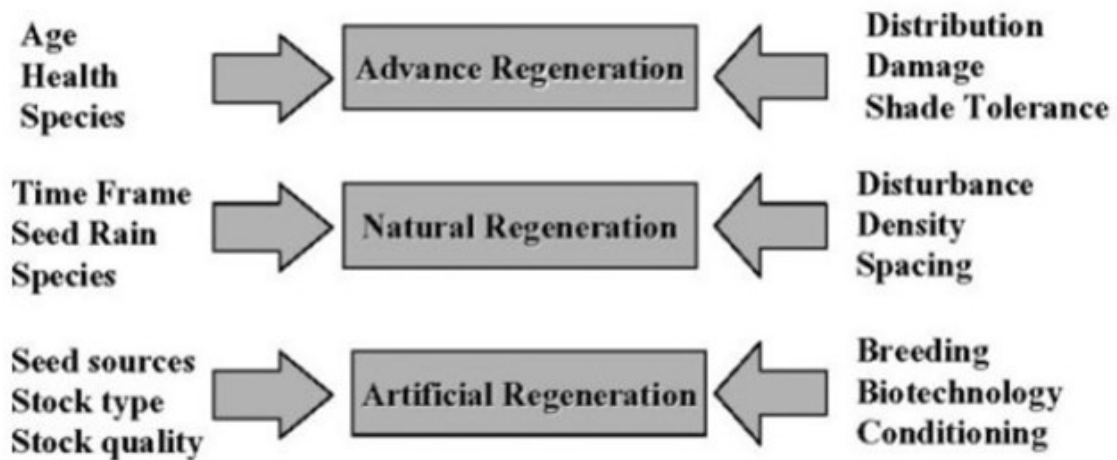 Age
Health
Species
Advance Regeneration
Distribution
Damage
Shade Tolerance
Time Frame
Seed Rain
Species
Natural Regeneration
Disturbance
Density
Spacing
Seed sources
Stock type
Stock quality
Artificial Regeneration
Breeding
Biotechnology
Conditioning